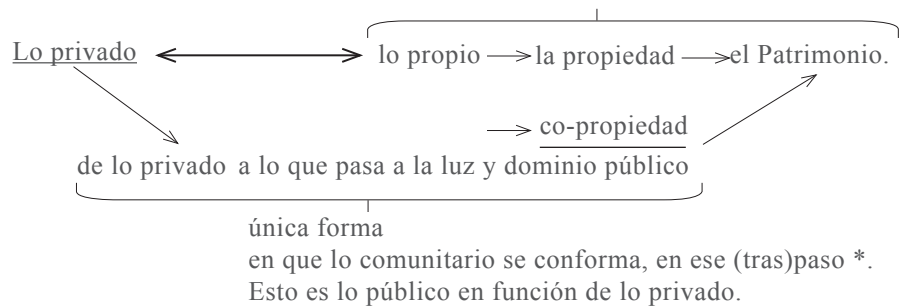 Lo privado lo propio la propiedad el Patrimonio.
co-propiedad
de lo privado a lo que pasa a la luz y dominio público
única forma
en que lo comunitario se conforma, en ese (tras)paso *.
Esto es lo público en función de lo privado.